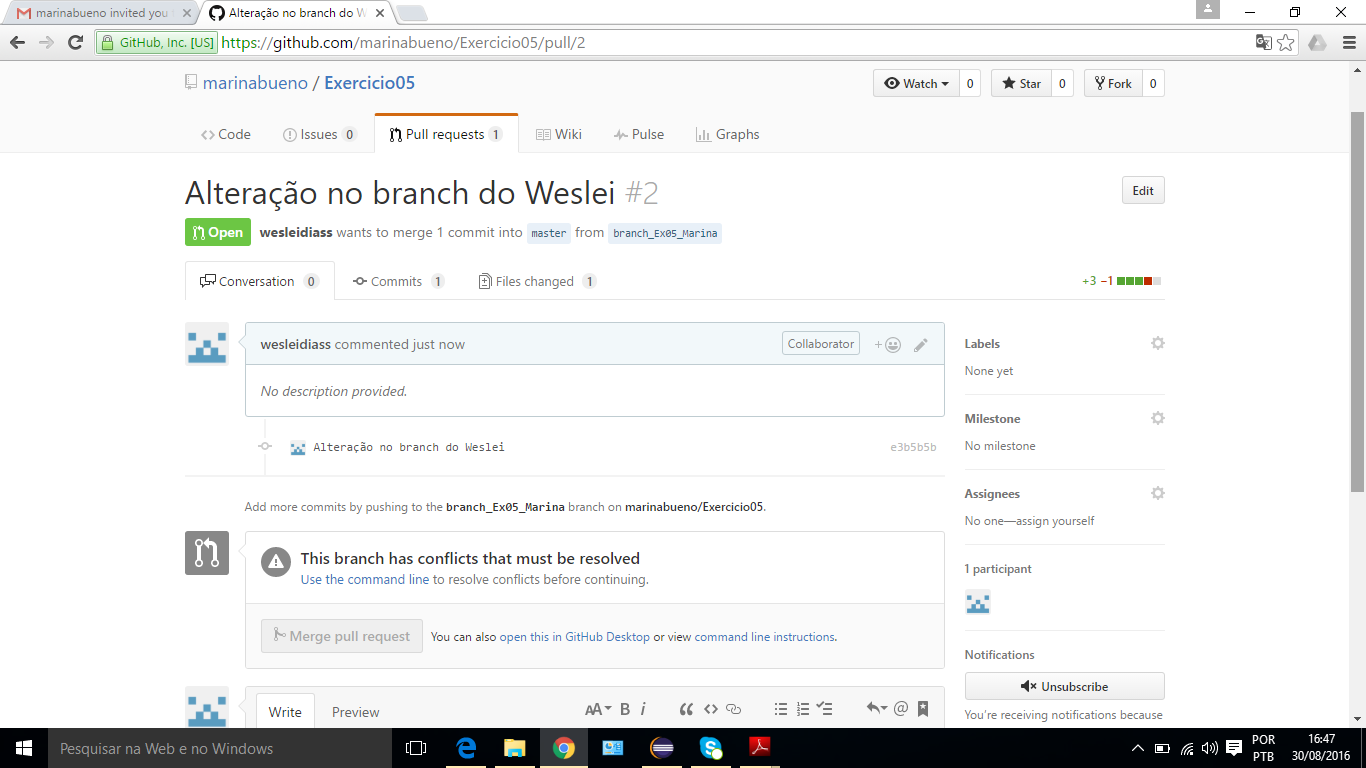 marinabueno invited you
Alteração no branch do W
GitHub, Inc. [US] https://github.com/marinabueno/Exercicio05/pull/2
marinabueno / Exercicio05
Watch 0 Star 0 Fork 0
Code Issues 0 Pull requests 1 Wiki Pulse Graphs
Alteração no branch do Weslei #2
Edit
Open wesleidiass wants to merge 1 commit into master from branch_Ex05_Marina
Conversation 0 Commits 1 Files changed 1 +3 −1
wesleidiass commented just now Collaborator +
No description provided.
Alteração no branch do Weslei e3b5b5b
Add more commits by pushing to the branch_Ex05_Marina branch on marinabueno/Exercicio05.
This branch has conflicts that must be resolved
Use the command line to resolve conflicts before continuing.
Merge pull request You can also open this in GitHub Desktop or view command line instructions.
Write Preview AA B i
Labels
None yet
Milestone
No milestone
Assignees
No one—assign yourself
1 participant
Notifications
Unsubscribe
You're receiving notifications because
Pesquisar na Web e no Windows
POR
PTB
16:47
30/08/2016